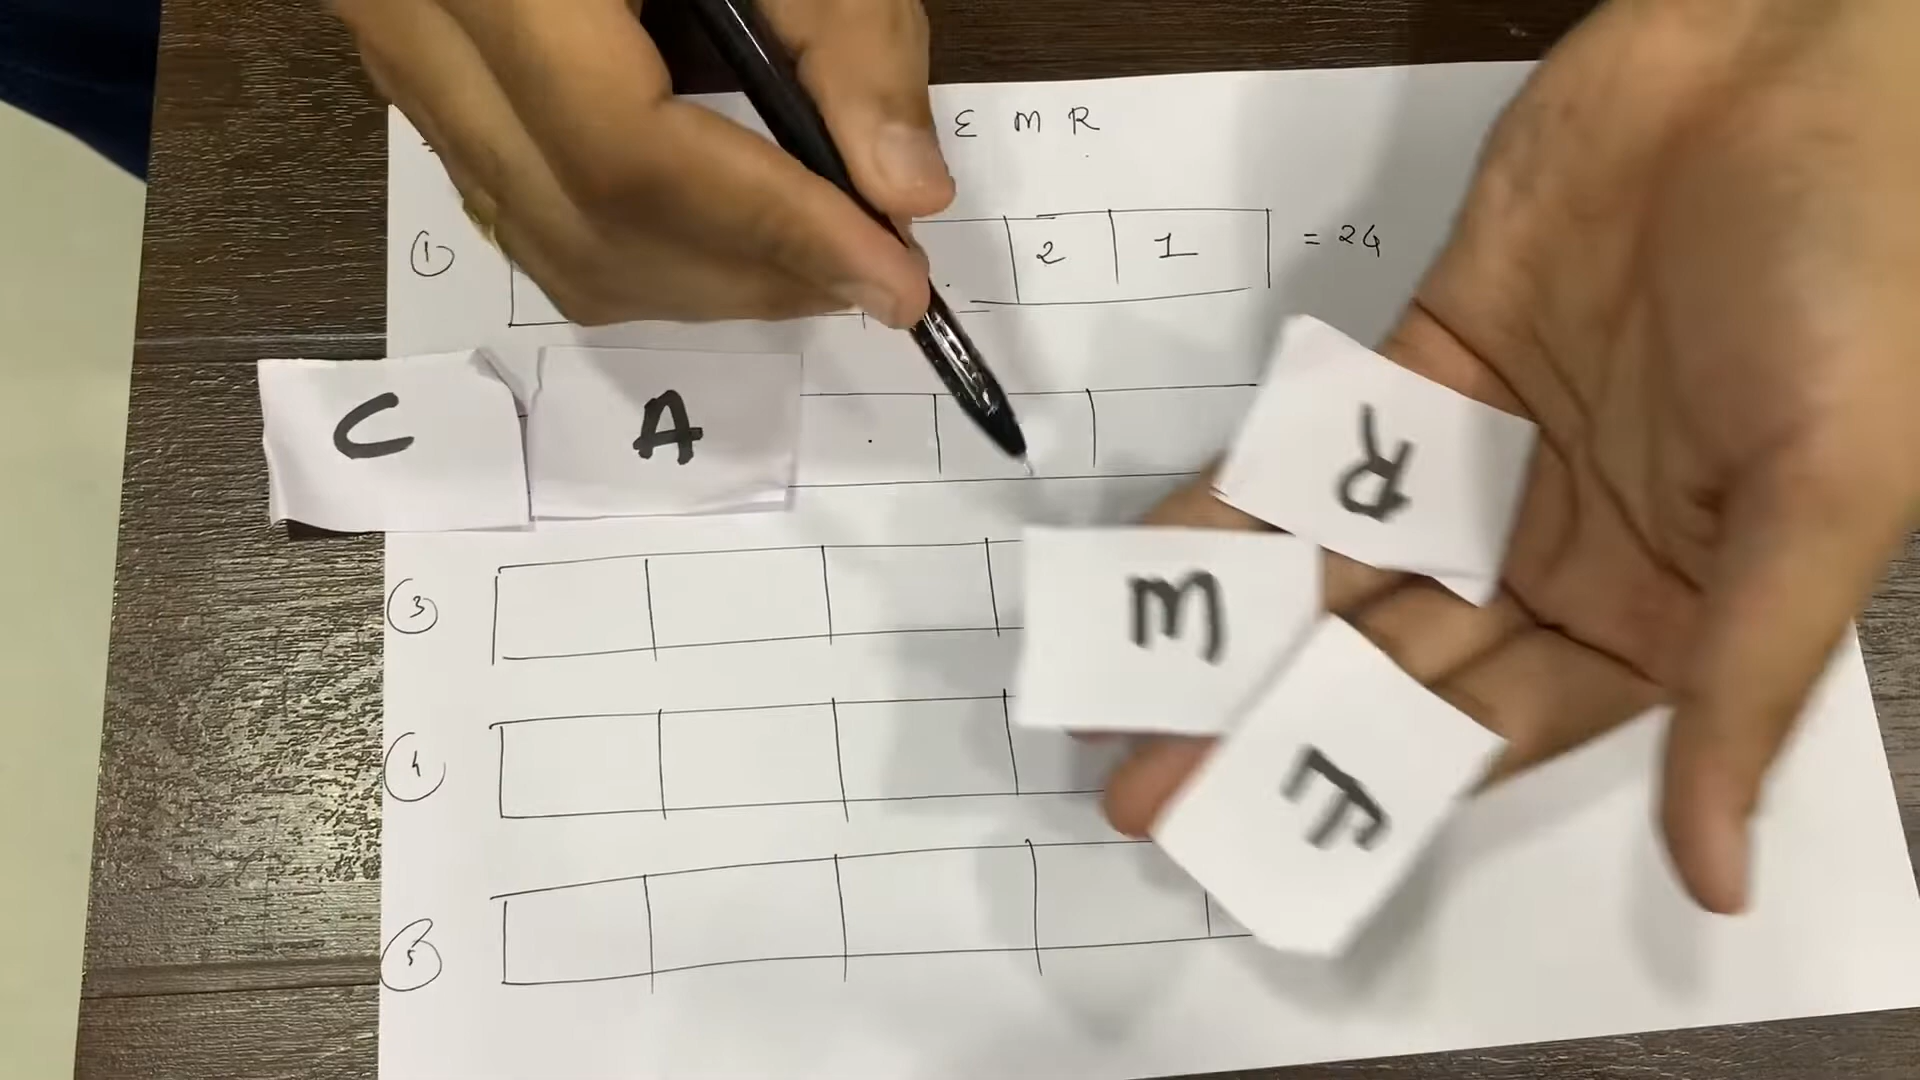 E M R
① 2 1 = 24
C A R
③ M
④ F
⑤